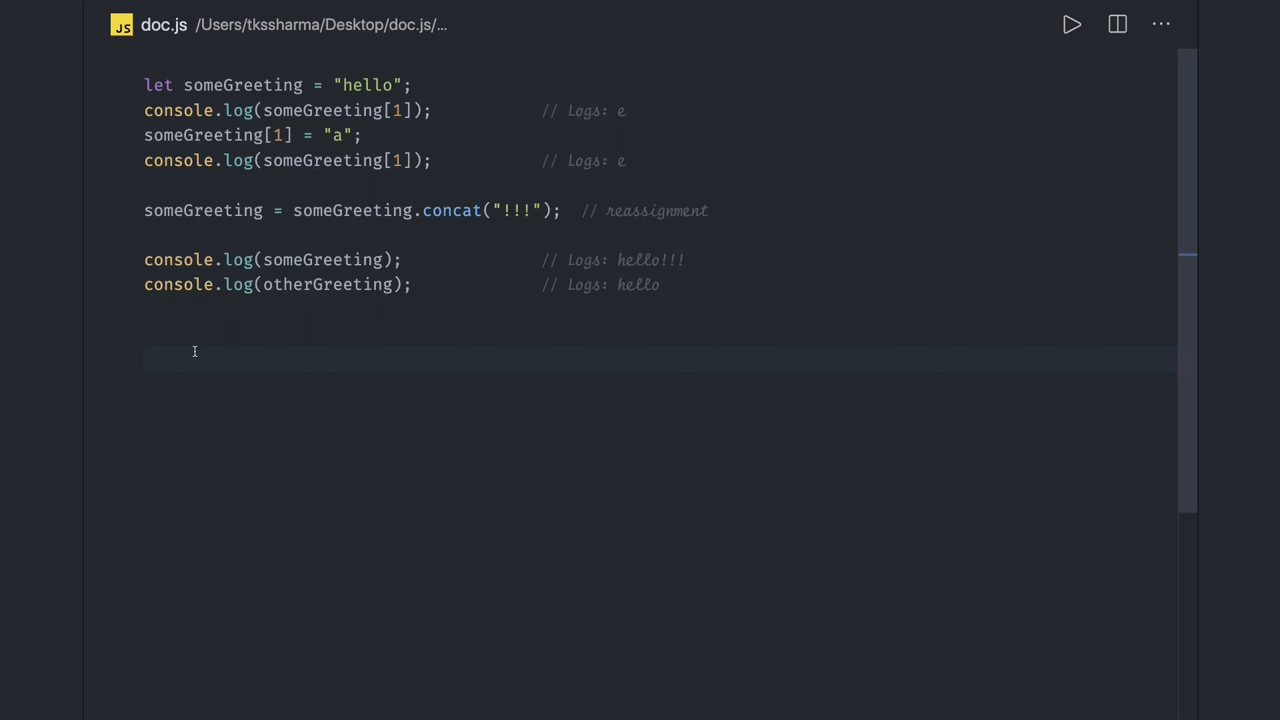 JS doc.js /Users/tkssharma/Desktop/doc.js/...
let someGreeting = "hello";
console.log(someGreeting[1]); // Logs: e
someGreeting[1] = "a";
console.log(someGreeting[1]); // Logs: e
someGreeting = someGreeting.concat("!!!"); // reassignment
console.log(someGreeting); // Logs: hello!!!
console.log(otherGreeting); // Logs: hello